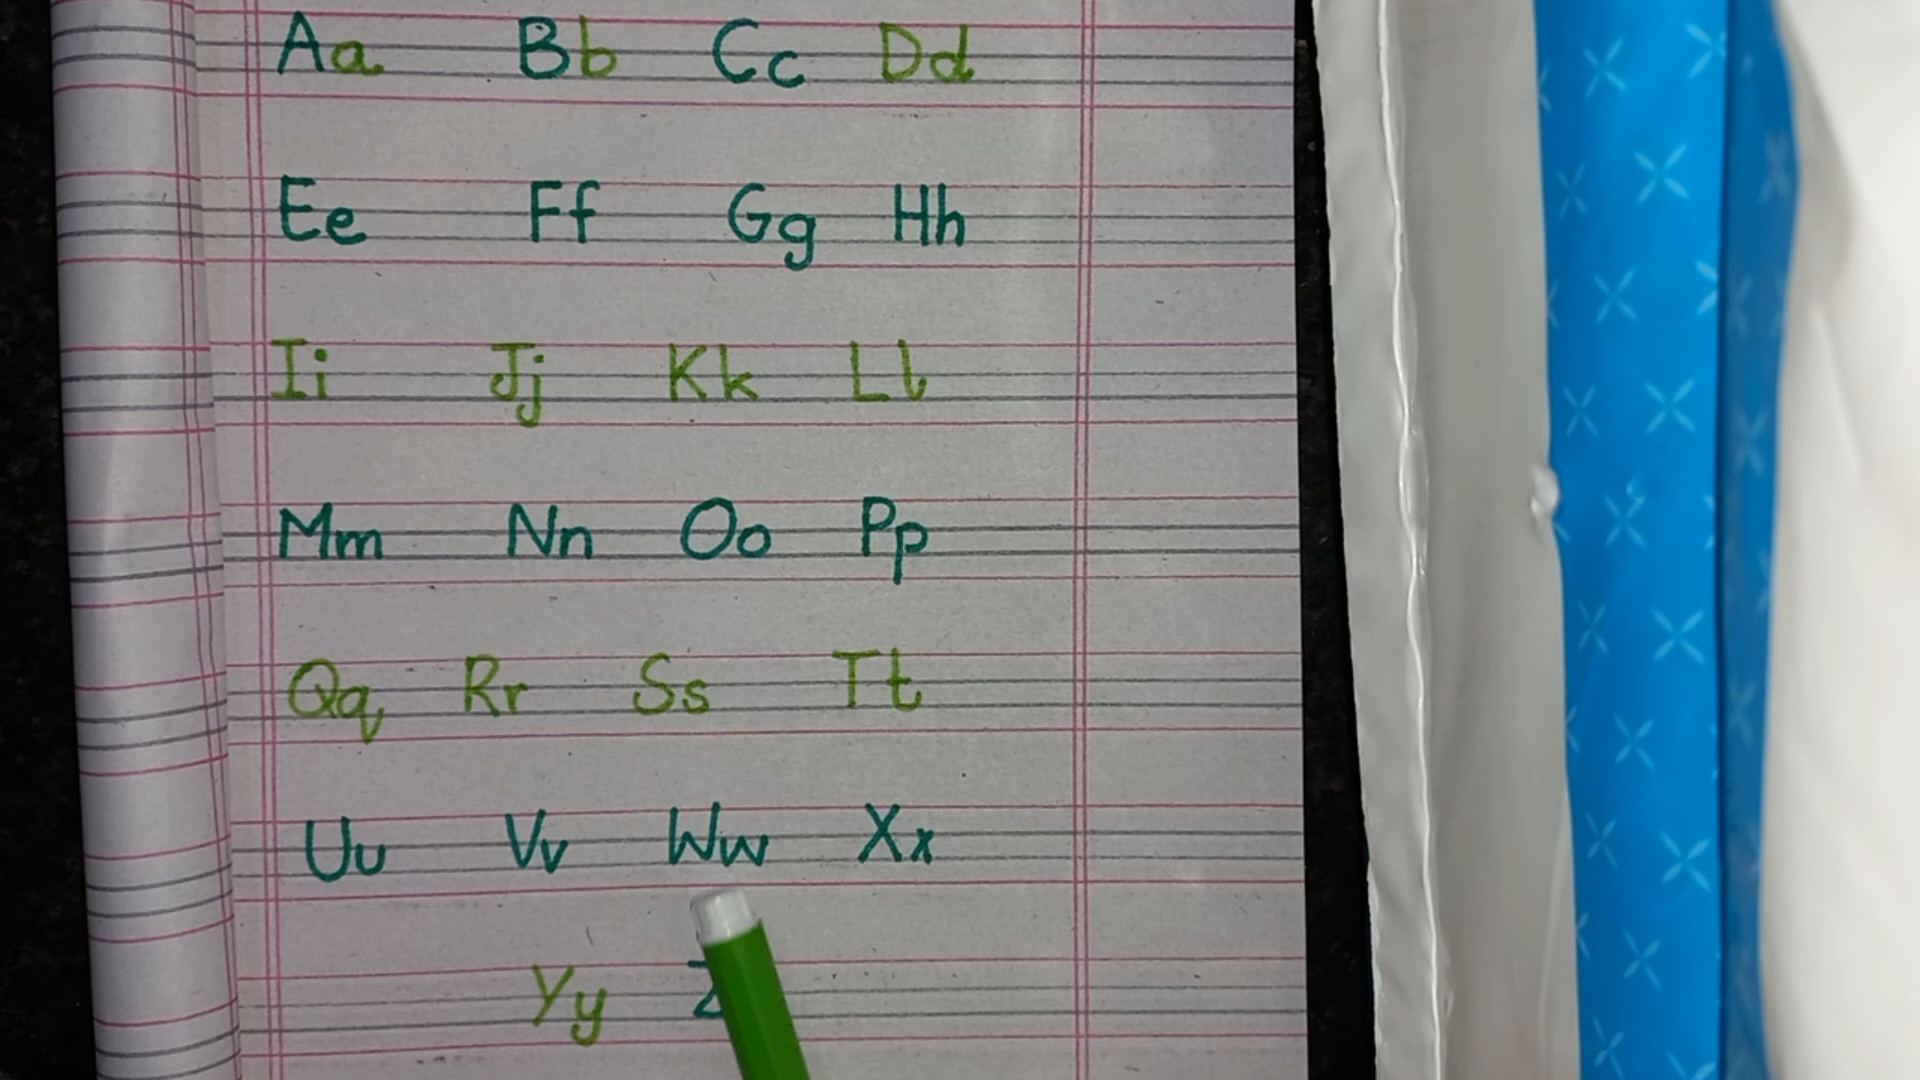 Aa Bb Cc Dd
Ee Ff Gg Hh
Ii Jj Kk Ll
Mm Nn Oo Pp
Qq Rr Ss Tt
Uu Vv Ww Xx
Yy Z